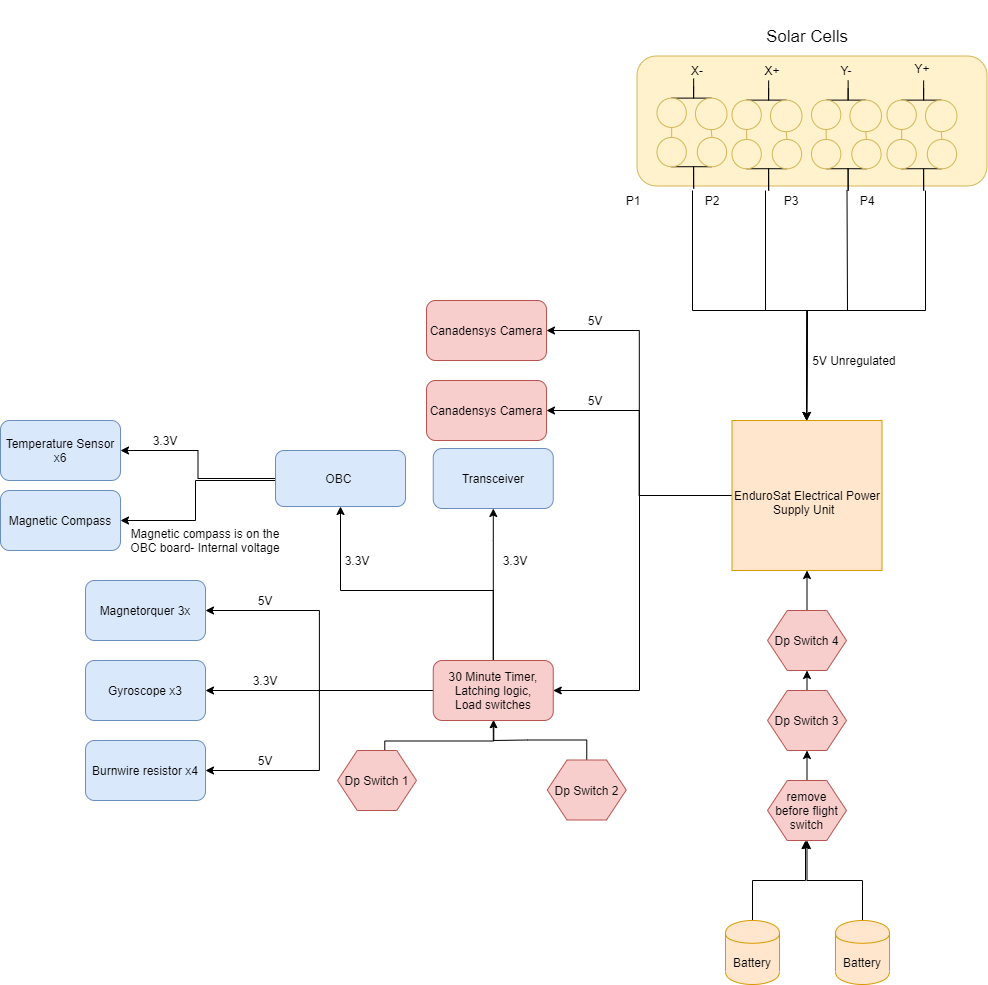 Solar Cells
X-
X+
Y-
Y+
P1
P2
P3
P4
5V Unregulated
Canadensys Camera
5V
Canadensys Camera
5V
Temperature Sensor
x6
3.3V
OBC
Transceiver
EnduroSat Electrical Power
Supply Unit
Magnetic Compass
Magnetic compass is on the
OBC board- Internal voltage
3.3V
3.3V
Magnetorquer 3x
5V
Gyroscope x3
3.3V
30 Minute Timer,
Latching logic,
Load switches
Burnwire resistor x4
5V
Dp Switch 1
Dp Switch 2
Dp Switch 4
Dp Switch 3
remove
before flight
switch
Battery
Battery